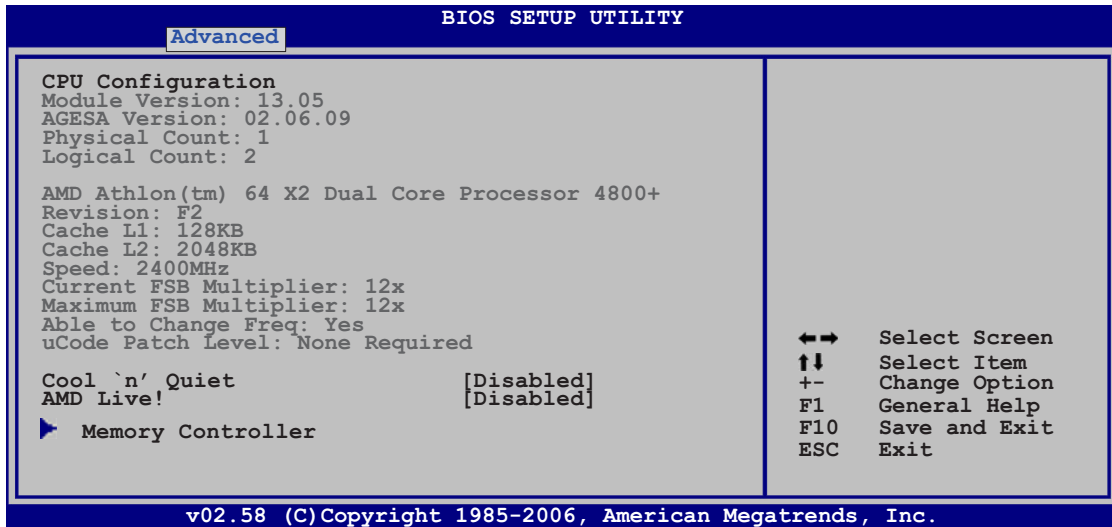 BIOS SETUP UTILITY
Advanced
CPU Configuration
Module Version: 13.05
AGESA Version: 02.06.09
Physical Count: 1
Logical Count: 2
AMD Athlon(tm) 64 X2 Dual Core Processor 4800+
Revision: F2
Cache L1: 128KB
Cache L2: 2048KB
Speed: 2400MHz
Current FSB Multiplier: 12x
Maximum FSB Multiplier: 12x
Able to Change Freq: Yes
uCode Patch Level: None Required
Cool `n’ Quiet [Disabled]
AMD Live! [Disabled]
Memory Controller
←→ Select Screen
↑↓ Select Item
+- Change Option
F1 General Help
F10 Save and Exit
ESC Exit
v02.58 (C)Copyright 1985-2006, American Megatrends, Inc.